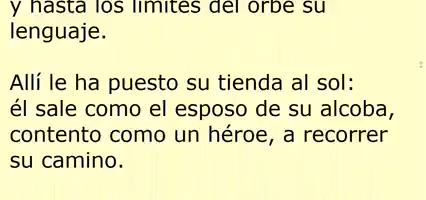 y hasta los límites del orbe su
lenguaje.
Allí le ha puesto su tienda al sol:
él sale como el esposo de su alcoba,
contento como un héroe, a recorrer
su camino.